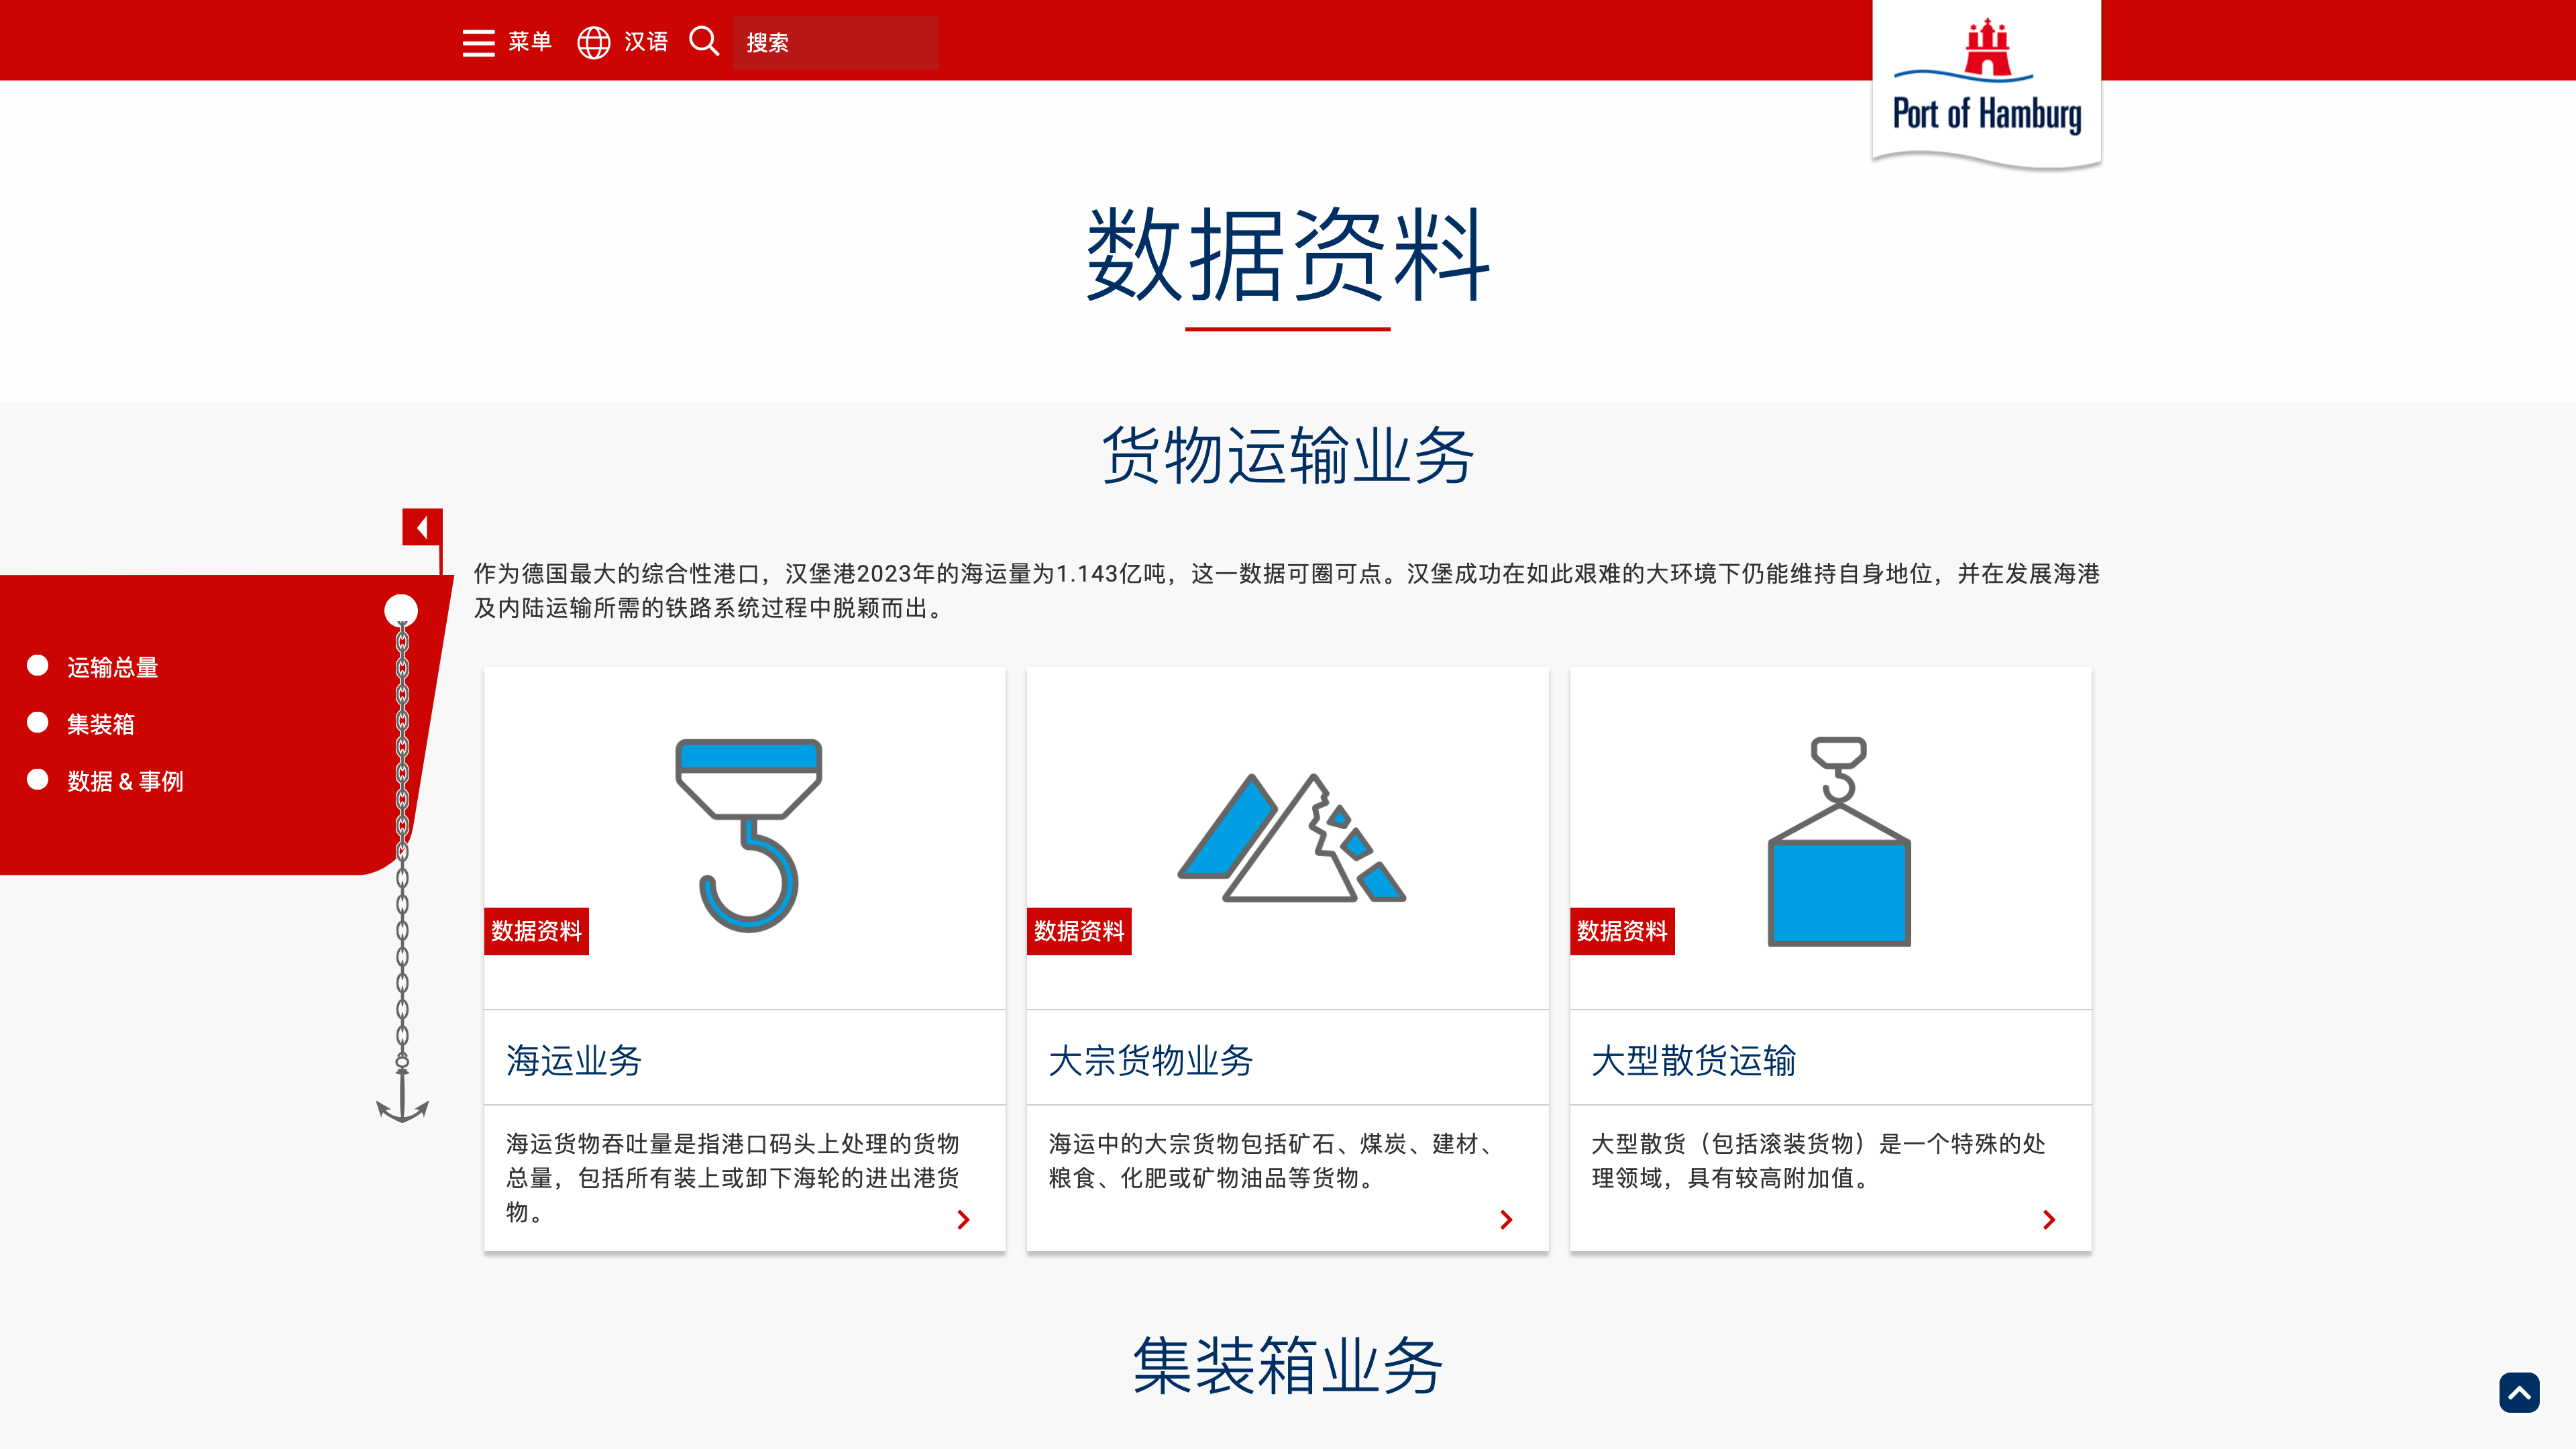 菜单
汉语
搜索
Port of Hamburg
数据资料
货物运输业务
作为德国最大的综合性港口，汉堡港2023年的海运量为1.143亿吨，这一数据可圈可点。汉堡成功在如此艰难的大环境下仍能维持自身地位，并在发展海港
及内陆运输所需的铁路系统过程中脱颖而出。
运输总量
集装箱
数据 & 事例
数据资料
海运业务
海运货物吞吐量是指港口码头上处理的货物
总量，包括所有装上或卸下海轮的进出港货
物。
数据资料
大宗货物业务
海运中的大宗货物包括矿石、煤炭、建材、
粮食、化肥或矿物油品等货物。
数据资料
大型散货运输
大型散货（包括滚装货物）是一个特殊的处
理领域，具有较高附加值。
集装箱业务